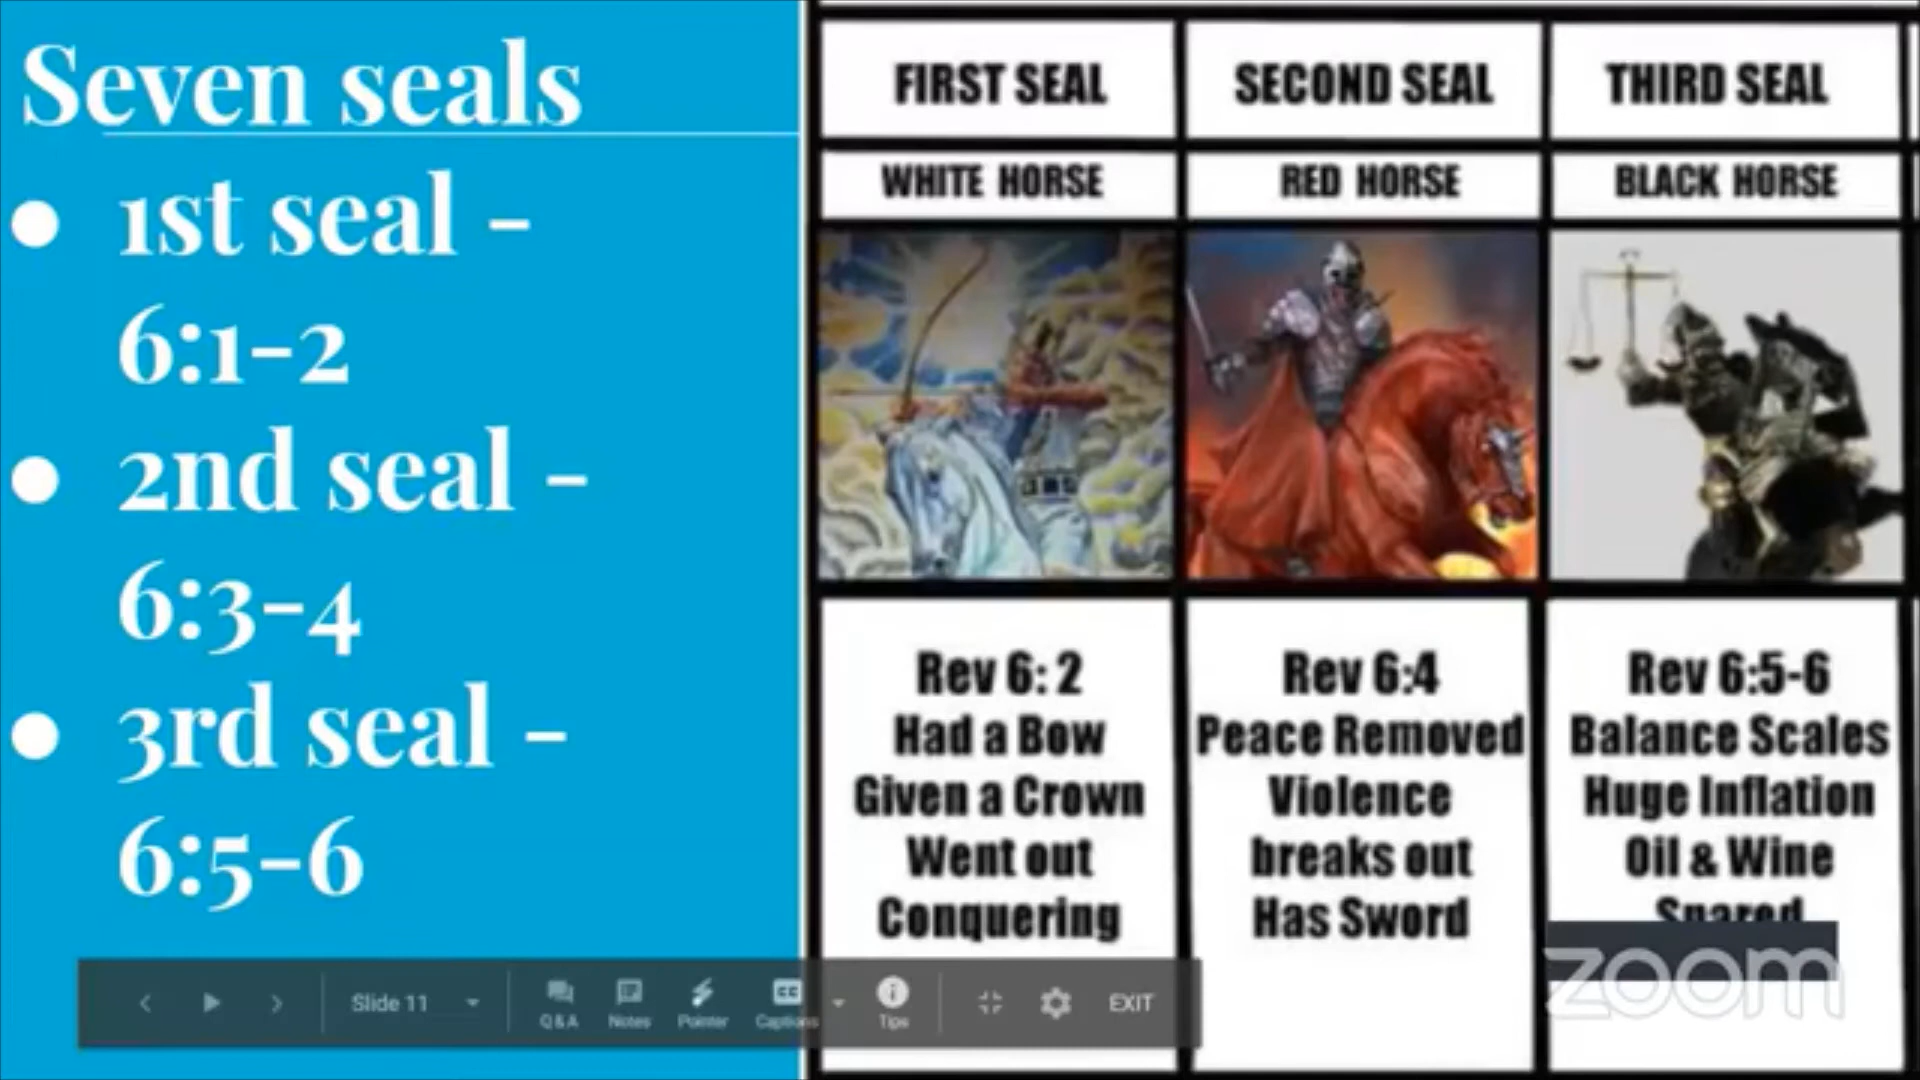 Seven seals
● 1st seal -
6:1-2
● 2nd seal -
6:3-4
● 3rd seal -
6:5-6
FIRST SEAL
WHITE HORSE
Rev 6: 2
Had a Bow
Given a Crown
Went out
Conquering
SECOND SEAL
RED HORSE
Rev 6:4
Peace Removed
Violence
breaks out
Has Sword
THIRD SEAL
BLACK HORSE
Rev 6:5-6
Balance Scales
Huge Inflation
Oil & Wine
Spared
Slide 11
Q&A
Notes
Pointer
CC
Captions
Tips
EXIT
zoom